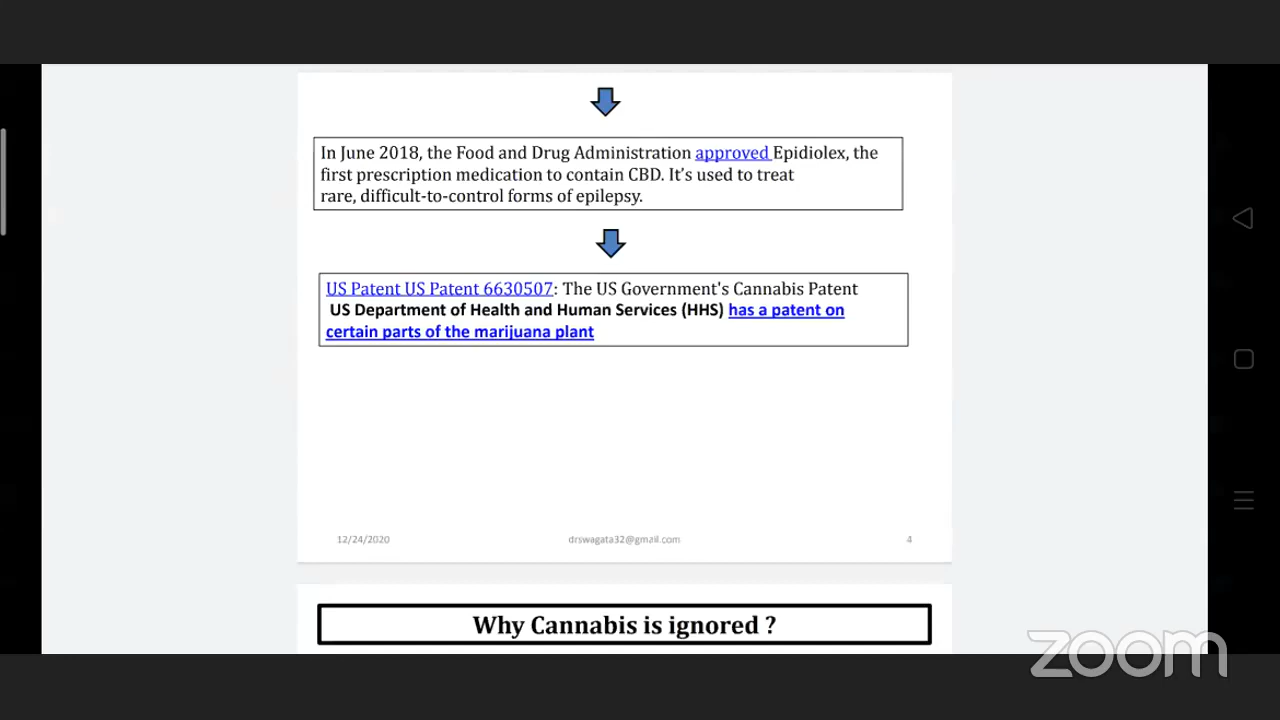 In June 2018, the Food and Drug Administration approved Epidiolex, the
first prescription medication to contain CBD. It’s used to treat
rare, difficult-to-control forms of epilepsy.
US Patent US Patent 6630507: The US Government's Cannabis Patent
US Department of Health and Human Services (HHS) has a patent on
certain parts of the marijuana plant
12/24/2020 drswagata32@gmail.com 4
Why Cannabis is ignored ?
zoom